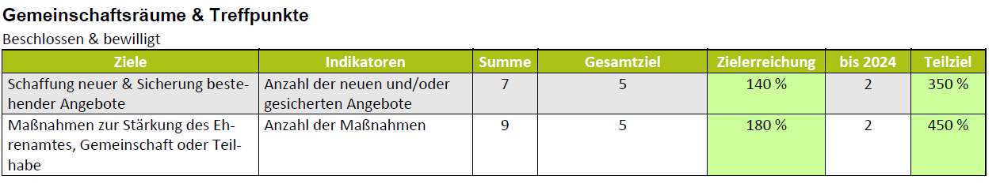 Gemeinschaftsräume & Treffpunkte
Beschlossen & bewilligt
Ziele Indikatoren Summe Gesamtziel Zielerreichung bis 2024 Teilziel
Schaffung neuer & Sicherung beste- Anzahl der neuen und/oder 7 5 140 % 2 350 %
hender Angebote gesicherten Angebote
Maßnahmen zur Stärkung des Eh- Anzahl der Maßnahmen 9 5 180 % 2 450 %
renamtes, Gemeinschaft oder Teil-
habe